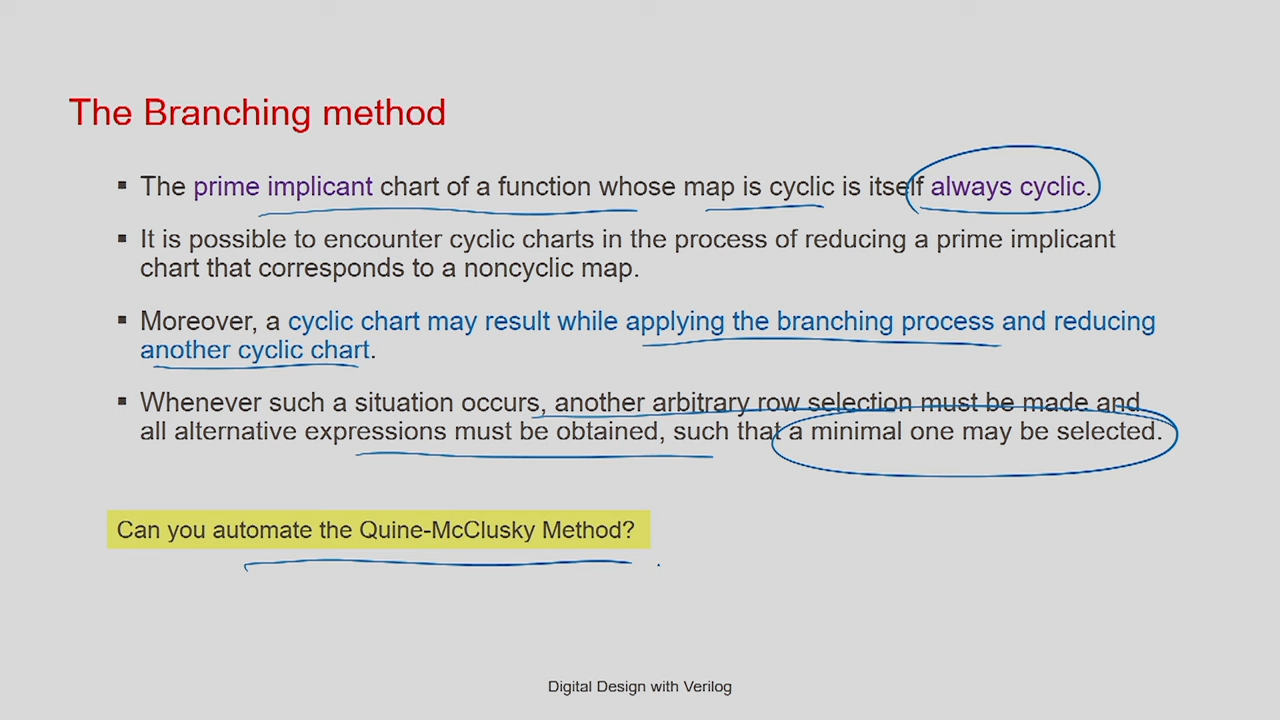 The Branching method
▪ The prime implicant chart of a function whose map is cyclic is itself always cyclic.
▪ It is possible to encounter cyclic charts in the process of reducing a prime implicant
chart that corresponds to a noncyclic map.
▪ Moreover, a cyclic chart may result while applying the branching process and reducing
another cyclic chart.
▪ Whenever such a situation occurs, another arbitrary row selection must be made and
all alternative expressions must be obtained, such that a minimal one may be selected.
Can you automate the Quine-McClusky Method?
Digital Design with Verilog